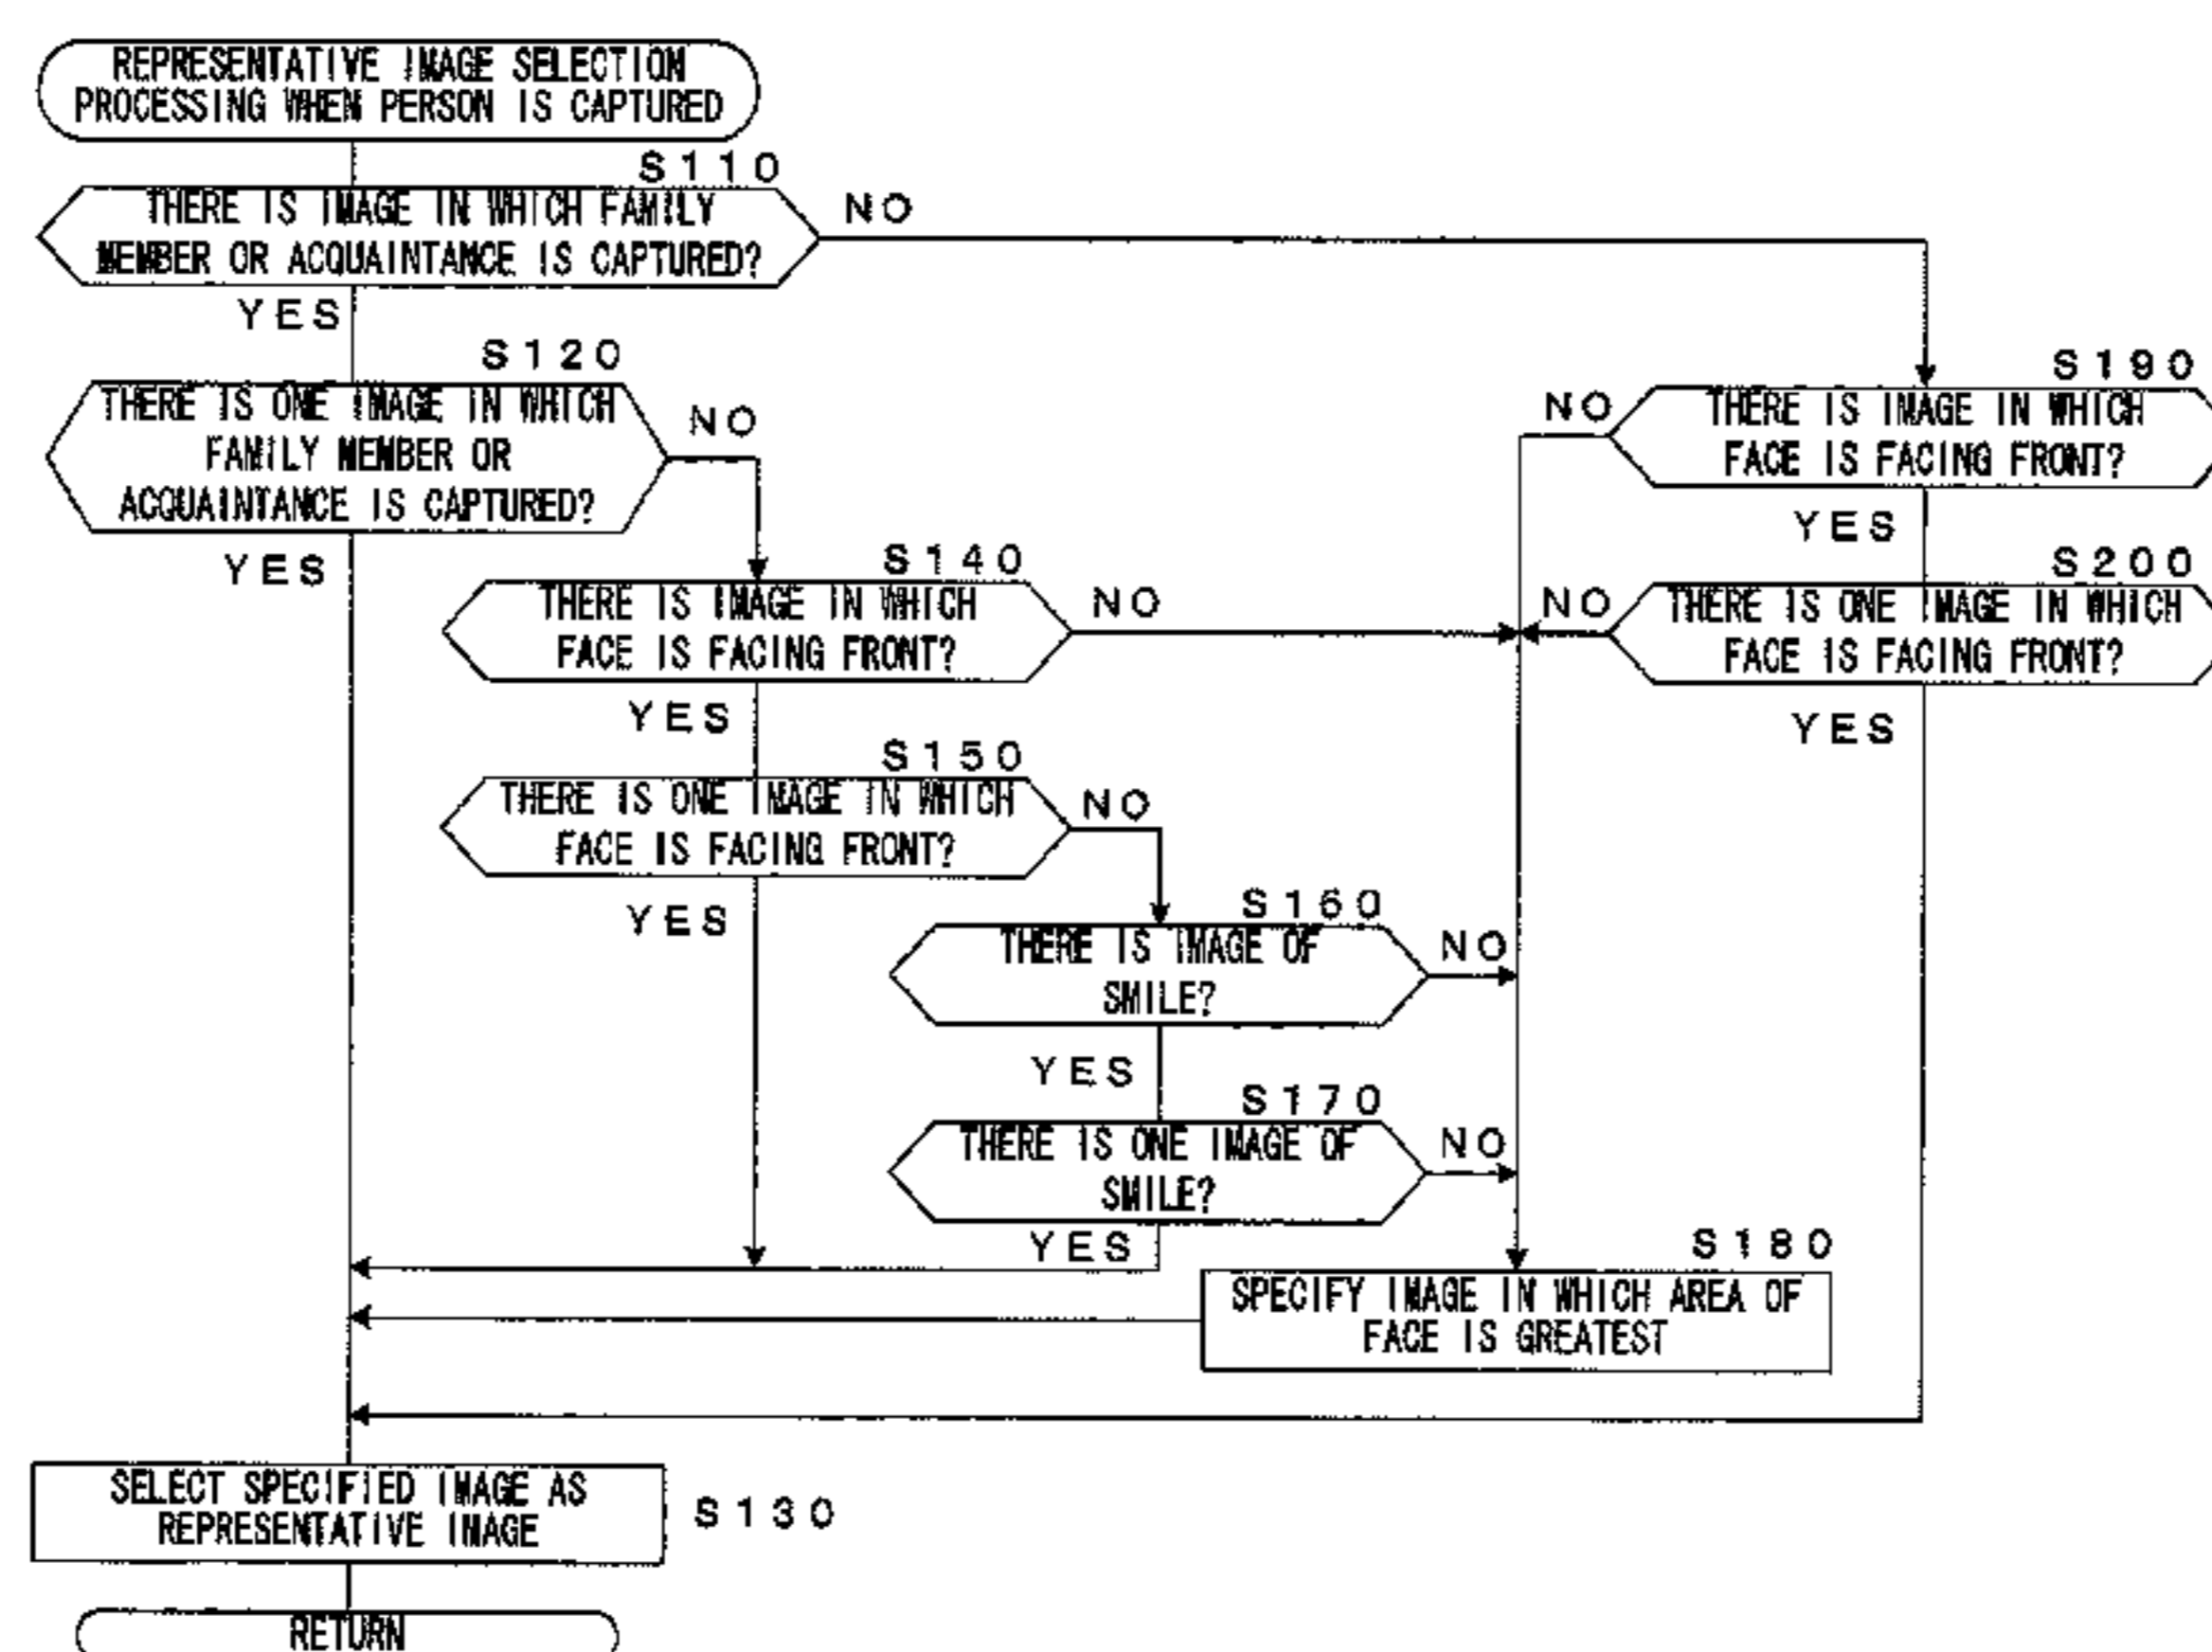 REPRESENTATIVE IMAGE SELECTION
PROCESSING WHEN PERSON IS CAPTURED
S110
THERE IS IMAGE IN WHICH FAMILY
MEMBER OR ACQUAINTANCE IS CAPTURED?
NO
YES
S120
THERE IS ONE IMAGE IN WHICH
FAMILY MEMBER OR
ACQUAINTANCE IS CAPTURED?
NO
YES
S190
NO
THERE IS IMAGE IN WHICH
FACE IS FACING FRONT?
YES
S140
THERE IS IMAGE IN WHICH
FACE IS FACING FRONT?
NO
YES
S200
NO
THERE IS ONE IMAGE IN WHICH
FACE IS FACING FRONT?
YES
S150
THERE IS ONE IMAGE IN WHICH
FACE IS FACING FRONT?
NO
YES
S160
THERE IS IMAGE OF
SMILE?
NO
YES
S170
THERE IS ONE IMAGE OF
SMILE?
NO
YES
S180
SPECIFY IMAGE IN WHICH AREA OF
FACE IS GREATEST
SELECT SPECIFIED IMAGE AS
REPRESENTATIVE IMAGE
S130
RETURN